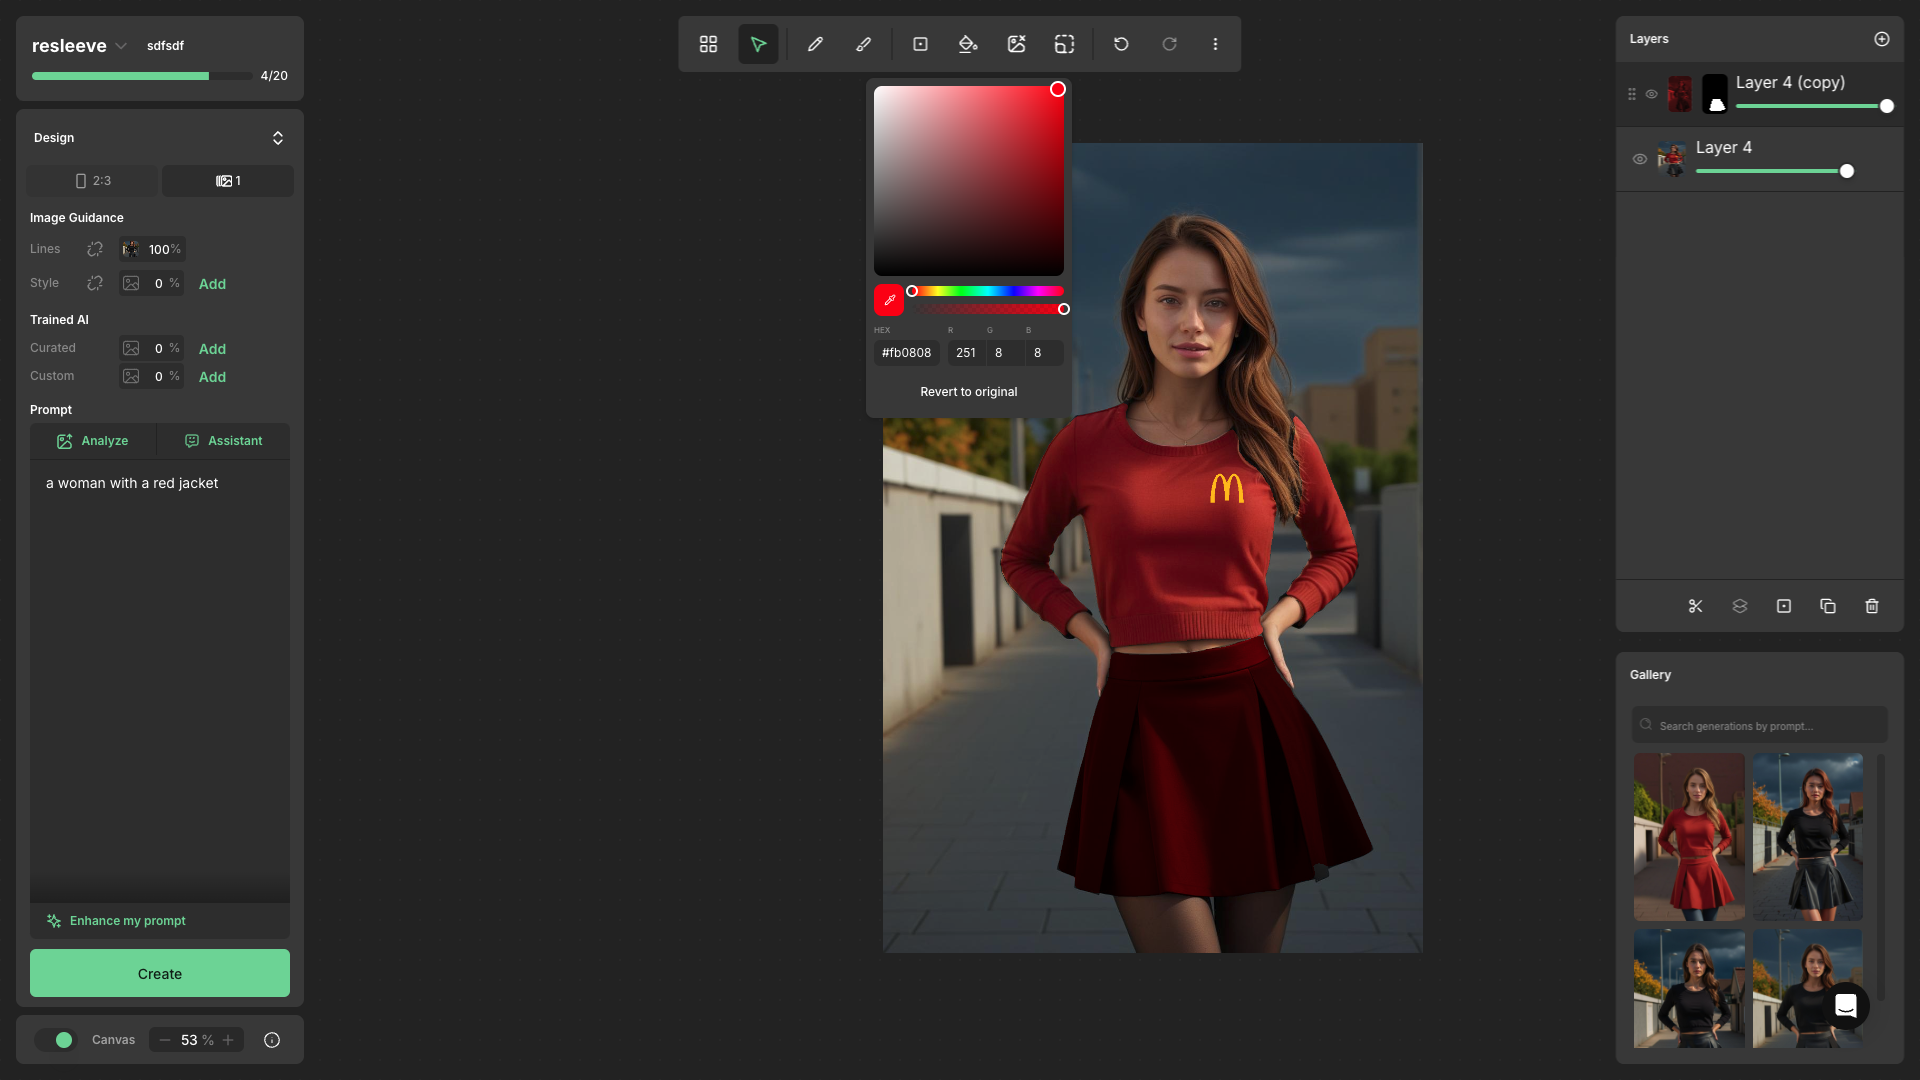 resleeve
sdfsdf
4/20
Design
2:3
1
Image Guidance
Lines
100%
Style
0 %
Add
Trained AI
Curated
0 %
Add
Custom
0 %
Add
Prompt
Analyze
Assistant
a woman with a red jacket
Enhance my prompt
Create
Canvas
53 %
HEX
R
G
B
#fb0808
251
8
8
Revert to original
Layers
Layer 4 (copy)
Layer 4
Gallery
Search generations by prompt...